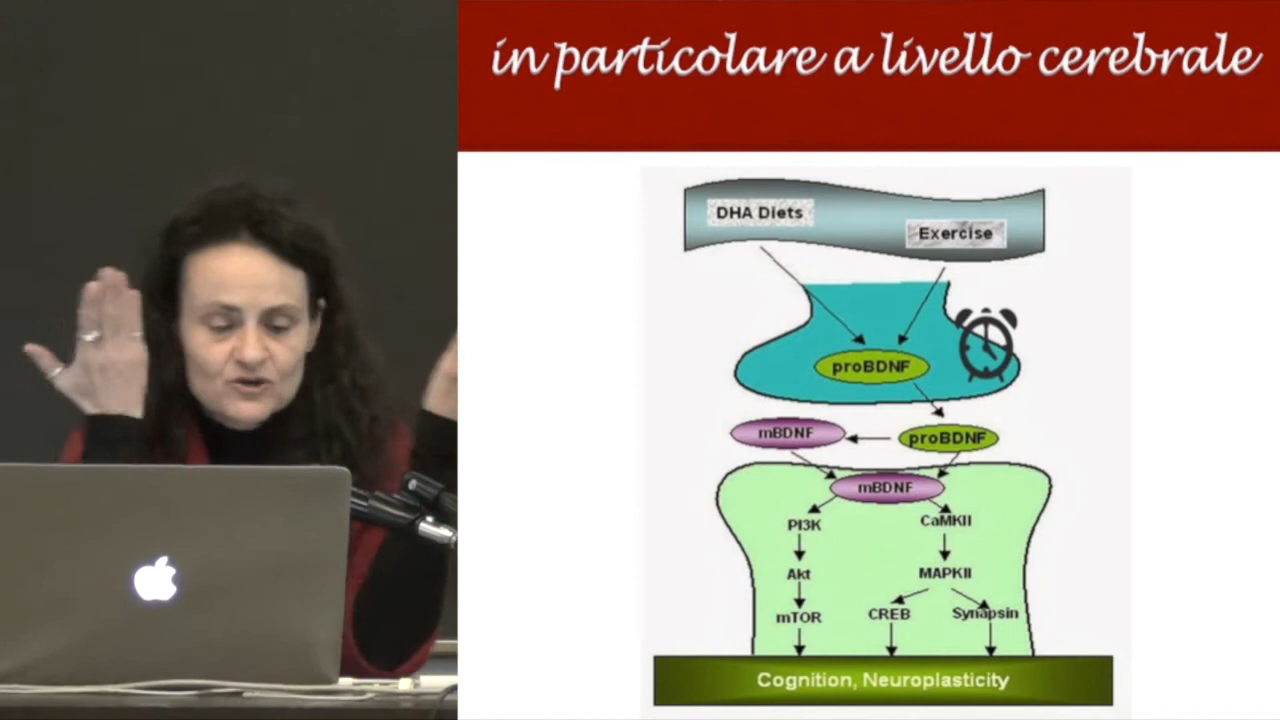 in particolare a livello cerebrale
DHA Diets
Exercise
proBDNF
mBDNF
proBDNF
mBDNF
PI3K
CaMKII
Akt
MAPKII
mTOR
CREB
Synapsin
Cognition, Neuroplasticity